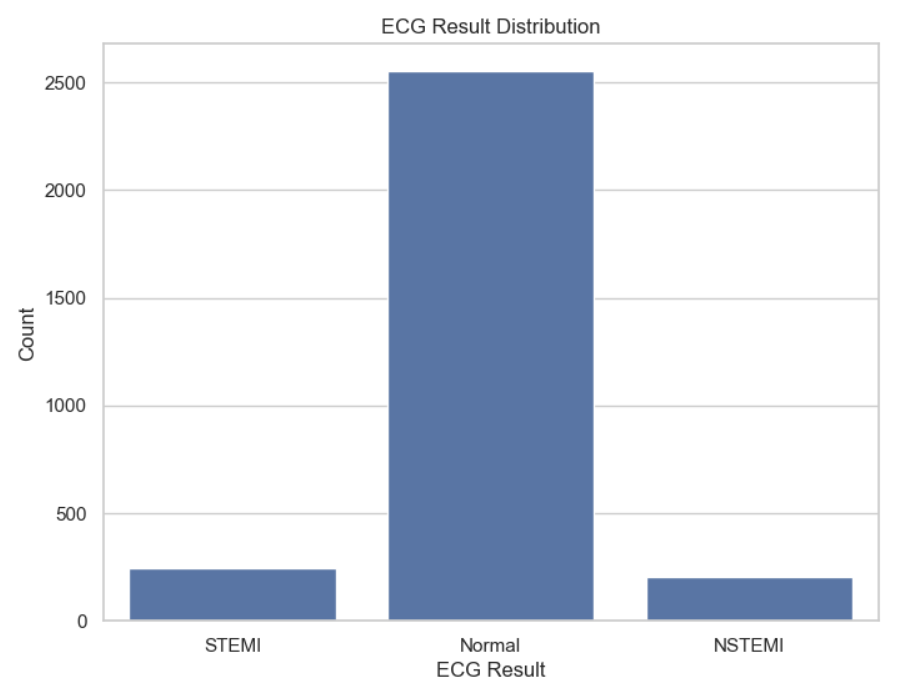 ECG Result Distribution
2500
2000
1500
1000
500
0
Count
STEMI
Normal
NSTEMI
ECG Result